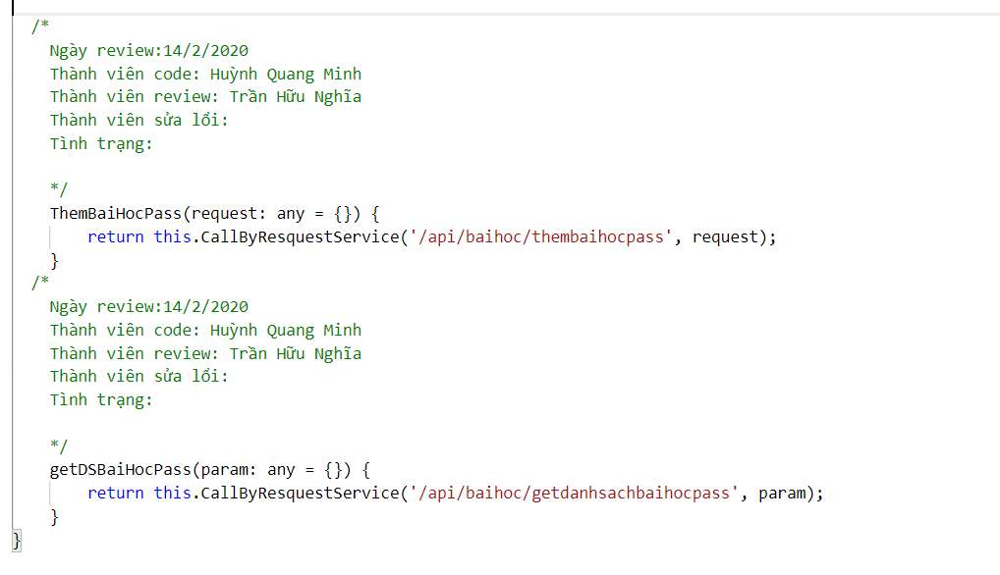 /*
Ngày review:14/2/2020
Thành viên code: Huỳnh Quang Minh
Thành viên review: Trần Hữu Nghĩa
Thành viên sửa lỗi:
Tình trạng:
*/
ThemBaiHocPass(request: any = {}) {
return this.CallByResquestService('/api/baihoc/thembaihocpass', request);
}
/*
Ngày review:14/2/2020
Thành viên code: Huỳnh Quang Minh
Thành viên review: Trần Hữu Nghĩa
Thành viên sửa lỗi:
Tình trạng:
*/
getDSBaiHocPass(param: any = {}) {
return this.CallByResquestService('/api/baihoc/getdanhsachbaihocpass', param);
}
}